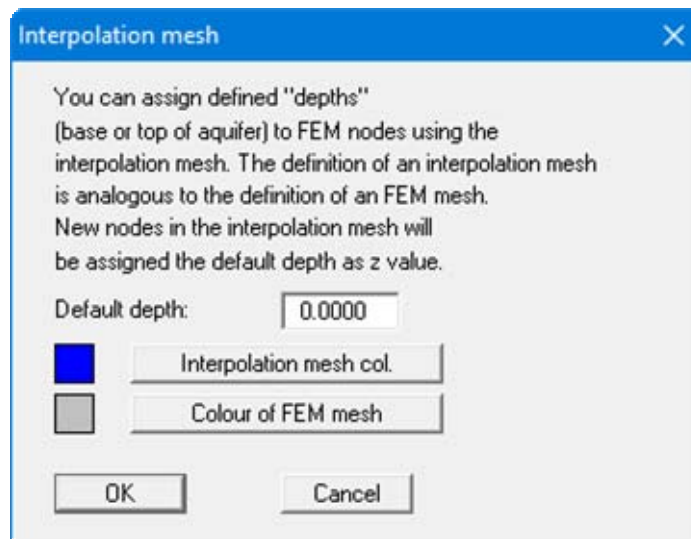 Interpolation mesh
You can assign defined "depths"
(base or top of aquifer) to FEM nodes using the
interpolation mesh. The definition of an interpolation mesh
is analogous to the definition of an FEM mesh.
New nodes in the interpolation mesh will
be assigned the default depth as z value.
Default depth: 0.0000
Interpolation mesh col.
Colour of FEM mesh
OK Cancel